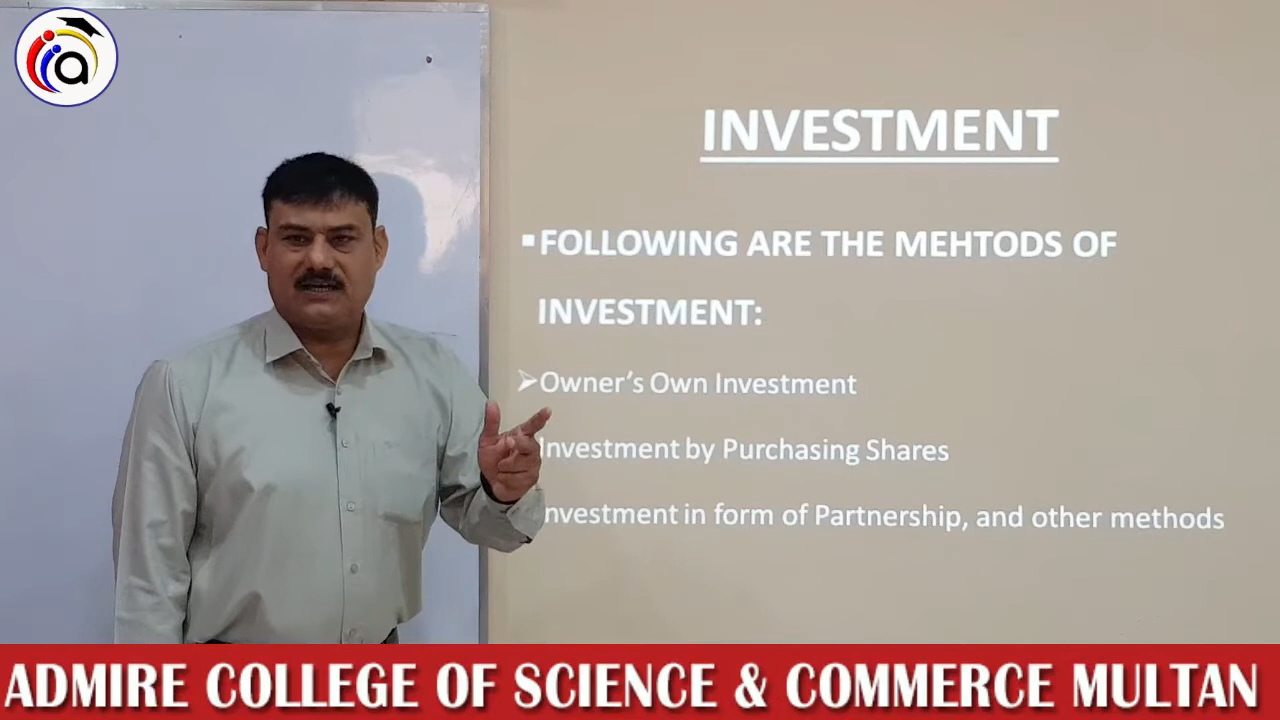 a
INVESTMENT
▪FOLLOWING ARE THE MEHTODS OF
INVESTMENT:
➢Owner's Own Investment
Investment by Purchasing Shares
nvestment in form of Partnership, and other methods
ADMIRE COLLEGE OF SCIENCE & COMMERCE MULTAN